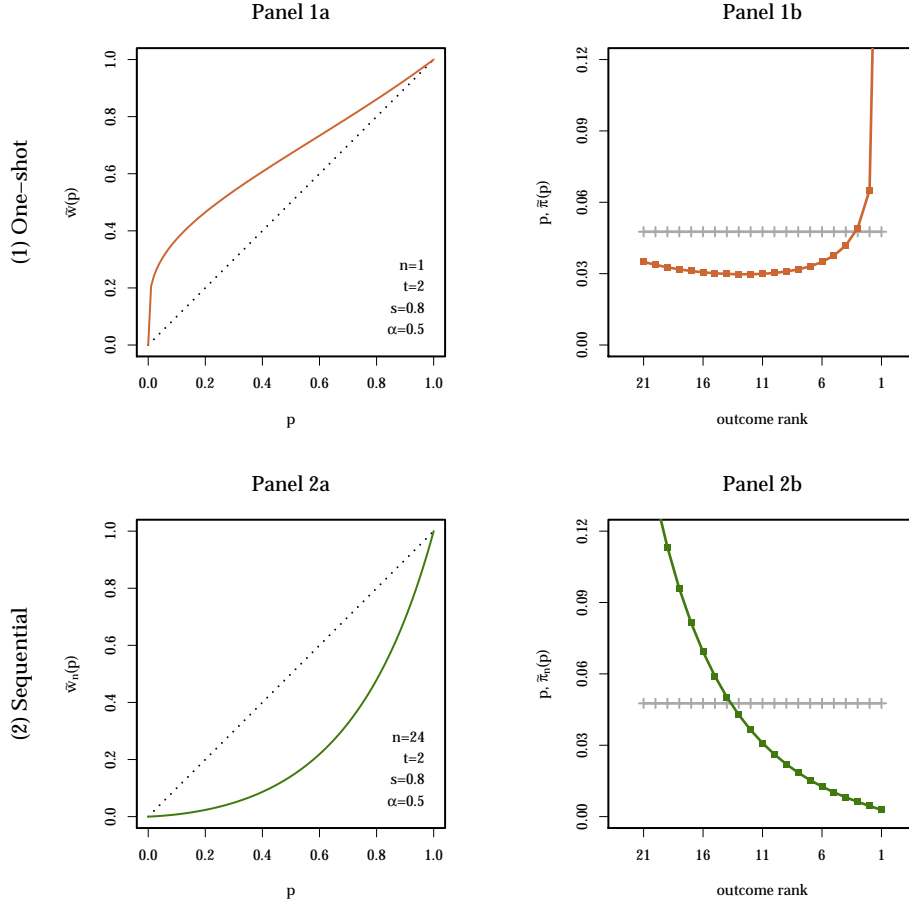 Panel 1a
Panel 1b
(1) One−shot
w̃(p)
0.0 0.2 0.4 0.6 0.8 1.0
n=1
t=2
s=0.8
α=0.5
0.0 0.2 0.4 0.6 0.8 1.0
p
p, π̃(p)
0.00 0.03 0.06 0.09 0.12
21 16 11 6 1
outcome rank
Panel 2a
Panel 2b
(2) Sequential
w̃ₙ(p)
0.0 0.2 0.4 0.6 0.8 1.0
n=24
t=2
s=0.8
α=0.5
0.0 0.2 0.4 0.6 0.8 1.0
p
p, π̃ₙ(p)
0.00 0.03 0.06 0.09 0.12
21 16 11 6 1
outcome rank